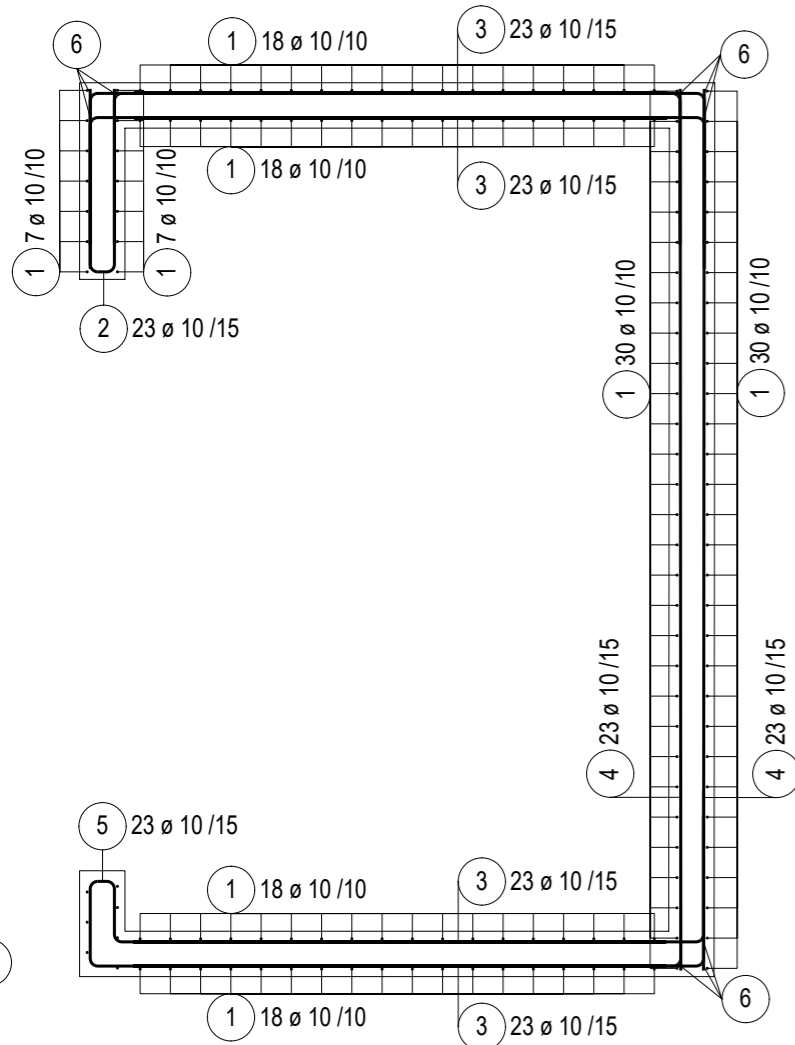 6
1 18 ø 10 /10
3 23 ø 10 /15
6
1 18 ø 10 /10
3 23 ø 10 /15
1 7 ø 10 /10
1 7 ø 10 /10
2 23 ø 10 /15
1 30 ø 10 /10
1 30 ø 10 /10
4 23 ø 10 /15
4 23 ø 10 /15
5 23 ø 10 /15
1 18 ø 10 /10
3 23 ø 10 /15
6
1 18 ø 10 /10
3 23 ø 10 /15